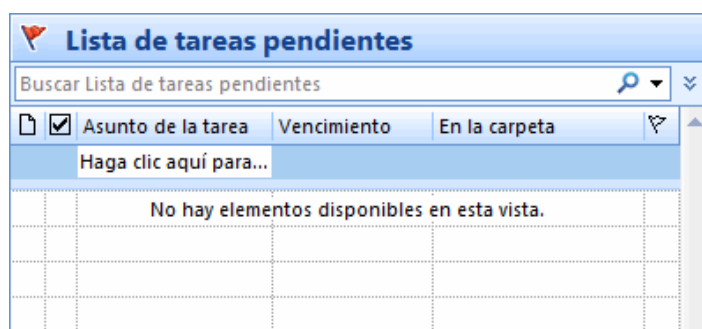 Lista de tareas pendientes
Buscar Lista de tareas pendientes
Asunto de la tarea Vencimiento En la carpeta
Haga clic aquí para...
No hay elementos disponibles en esta vista.